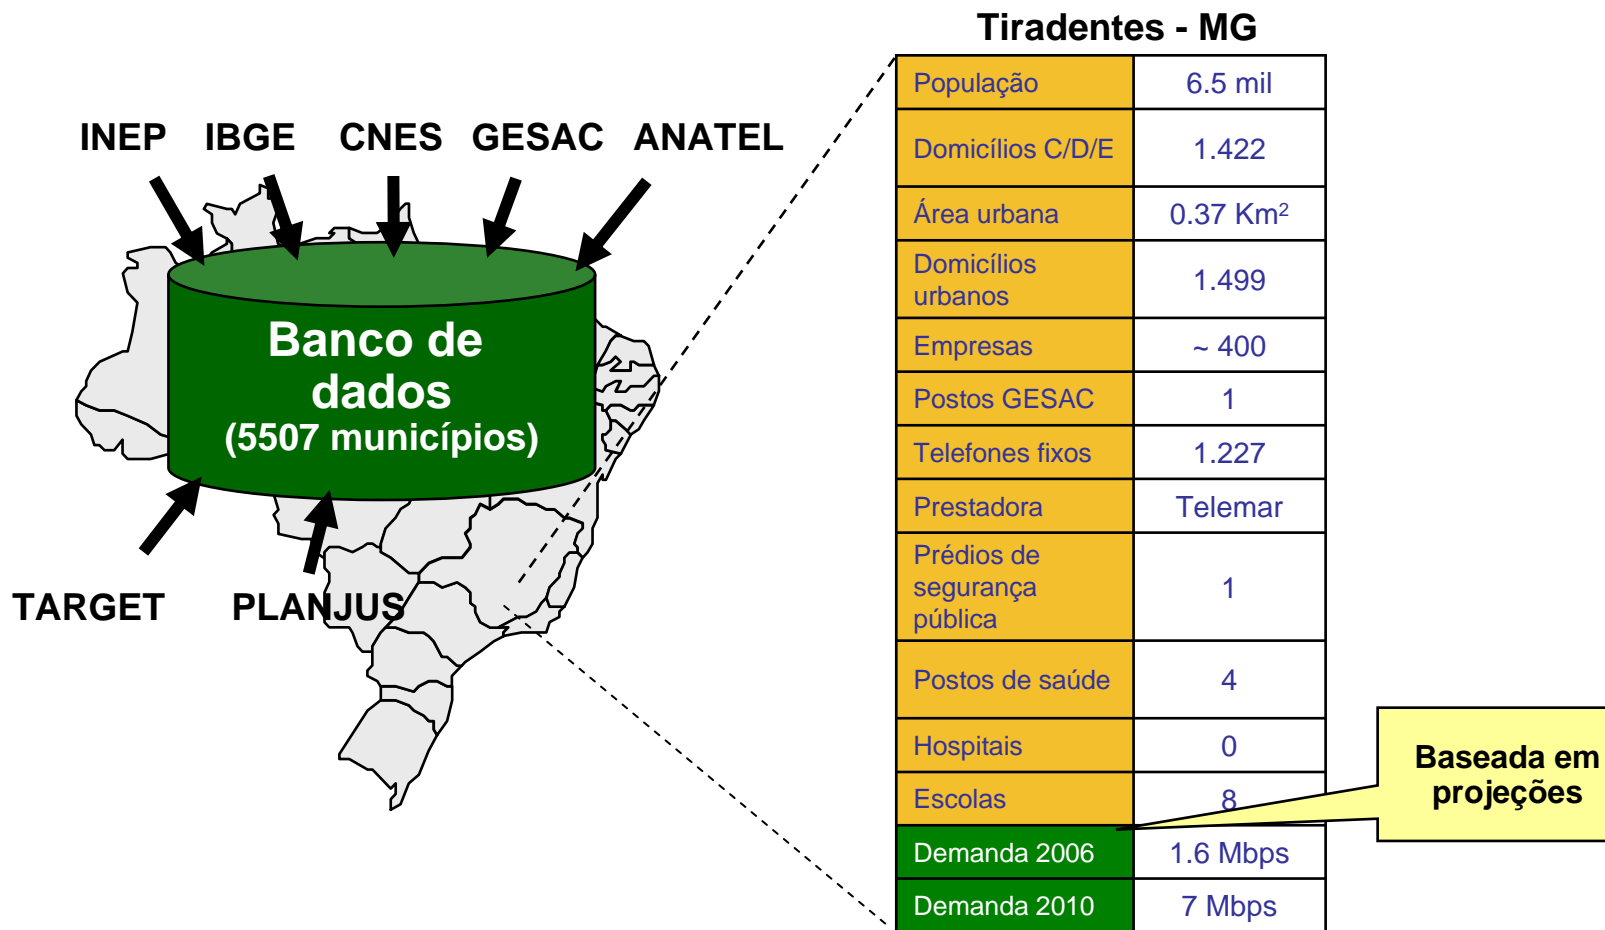 Tiradentes - MG
INEP IBGE CNES GESAC ANATEL
Banco de
dados
(5507 municípios)
TARGET PLANJUS
População 6.5 mil
Domicílios C/D/E 1.422
Área urbana 0.37 Km²
Domicílios
urbanos
1.499
Empresas ~ 400
Postos GESAC 1
Telefones fixos 1.227
Prestadora Telemar
Prédios de
segurança
pública
1
Postos de saúde 4
Hospitais 0
Escolas 8
Demanda 2006 1.6 Mbps
Demanda 2010 7 Mbps
Baseada em
projeções